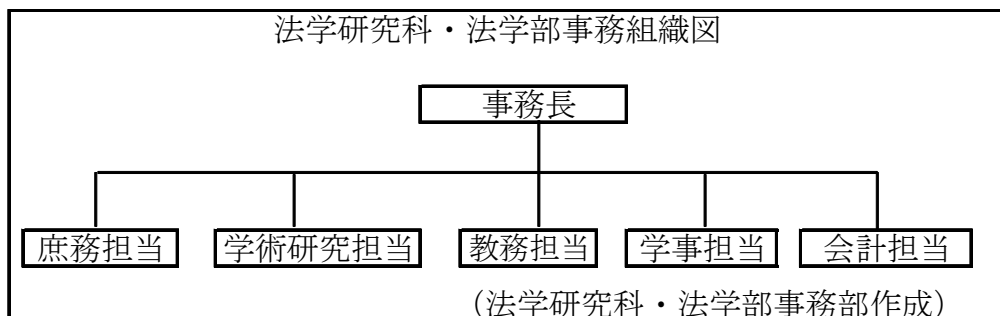 法学研究科・法学部事務組織図
事務長
庶務担当 学術研究担当 教務担当 学事担当 会計担当
(法学研究科・法学部事務部作成)